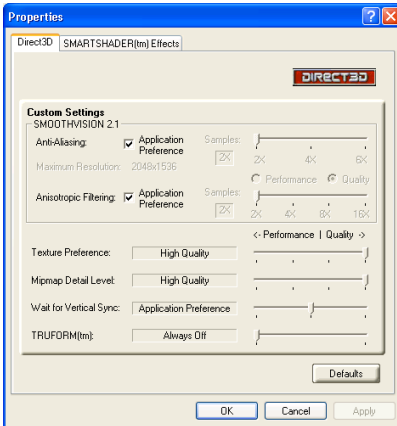 Properties
Direct3D SMARTSHADER(tm) Effects
DIRECT3D
Custom Settings
SMOOTHVISION 2.1
Anti-Aliasing: Application Preference Samples: 2X
2X 4X 6X
Maximum Resolution: 2048x1536
Performance Quality
Anisotropic Filtering: Application Preference Samples: 2X
2X 4X 8X 16X
<- Performance | Quality ->
Texture Preference: High Quality
Mipmap Detail Level: High Quality
Wait for Vertical Sync: Application Preference
TRUFORM(tm): Always Off
Defaults
OK Cancel Apply